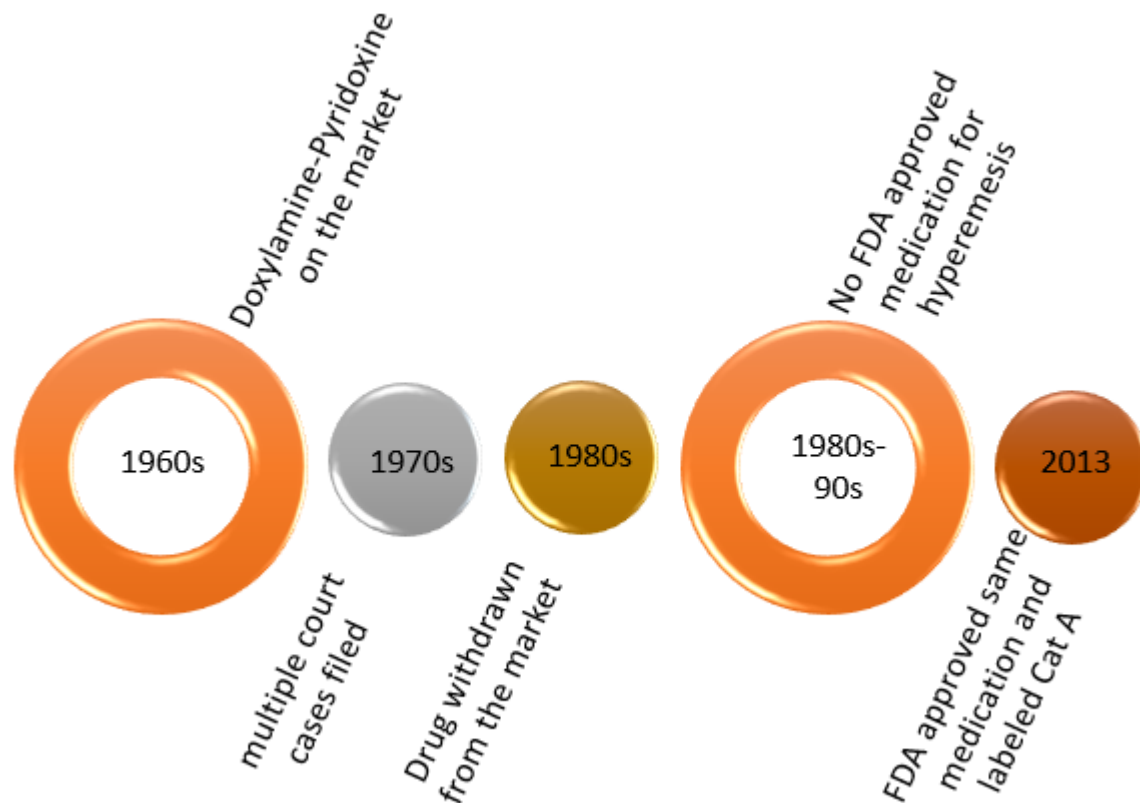 Doxylamine-Pyridoxine
on the market
1960s
multiple court
cases filed
1970s
Drug withdrawn
from the market
1980s
No FDA approved
medication for
hyperemesis
1980s-
90s
FDA approved same
medication and
labeled Cat A
2013